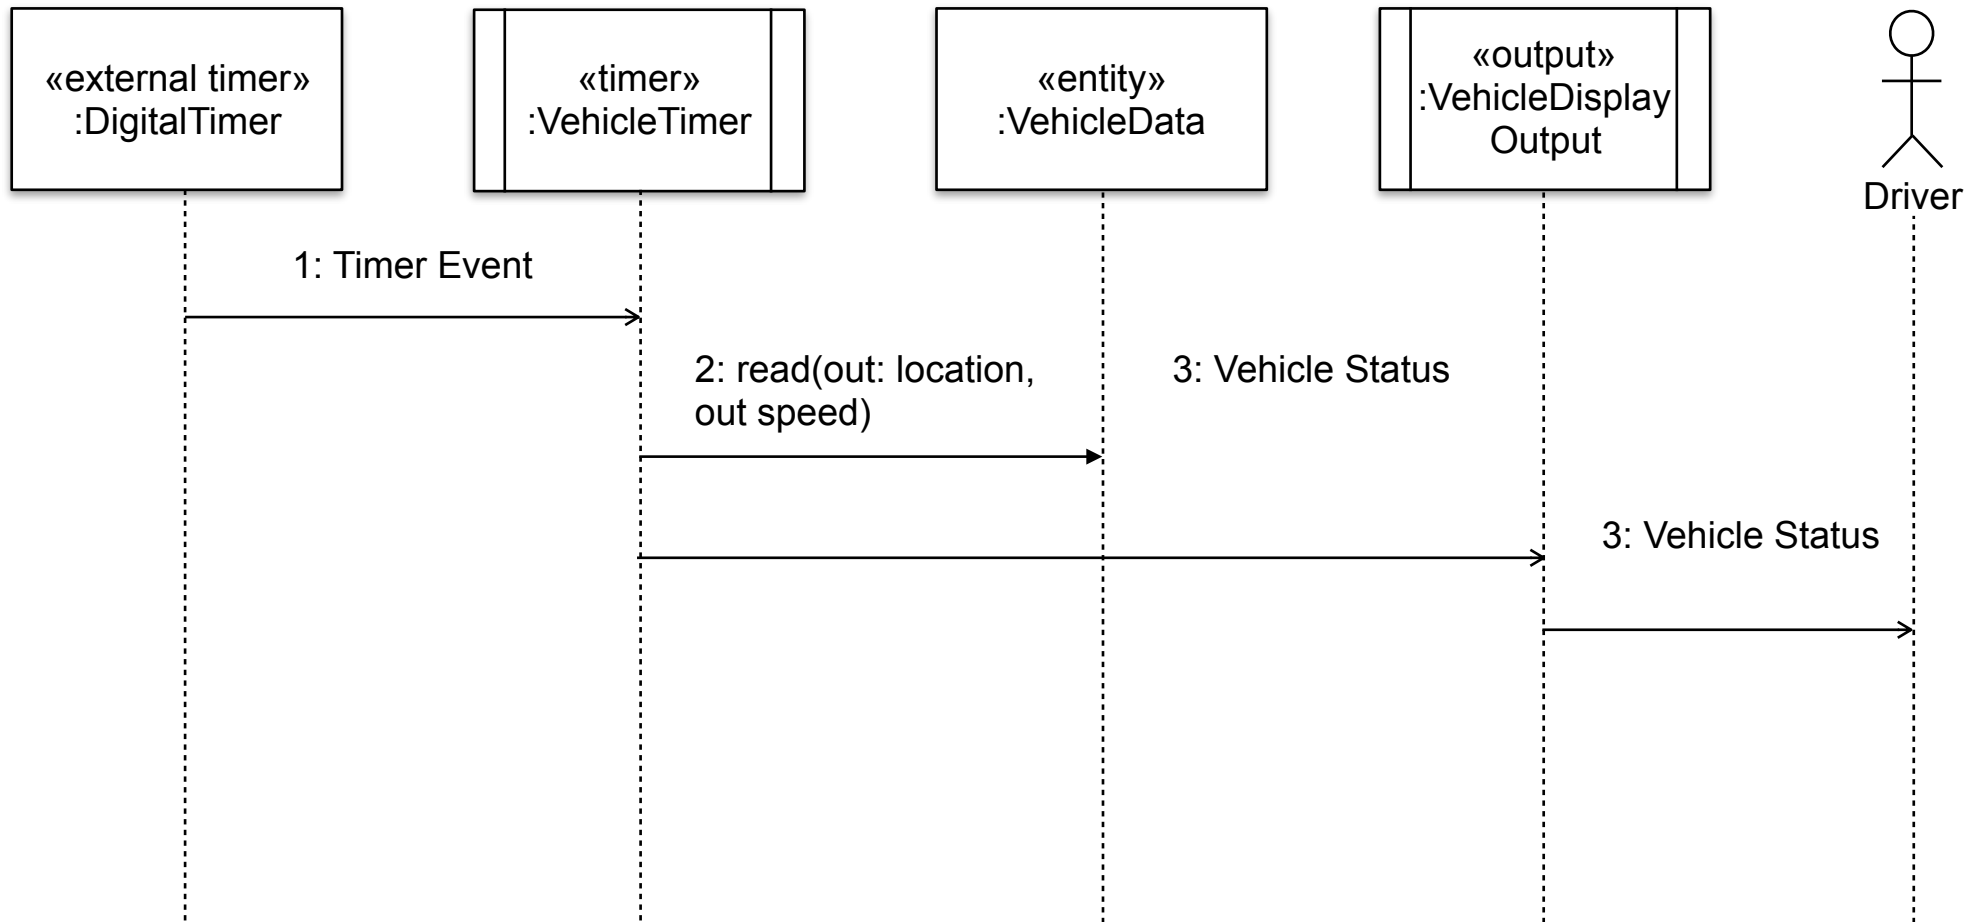 «external timer»
:DigitalTimer
«timer»
:VehicleTimer
«entity»
:VehicleData
«output»
:VehicleDisplay
Output
Driver
1: Timer Event
2: read(out: location,
out speed)
3: Vehicle Status
3: Vehicle Status